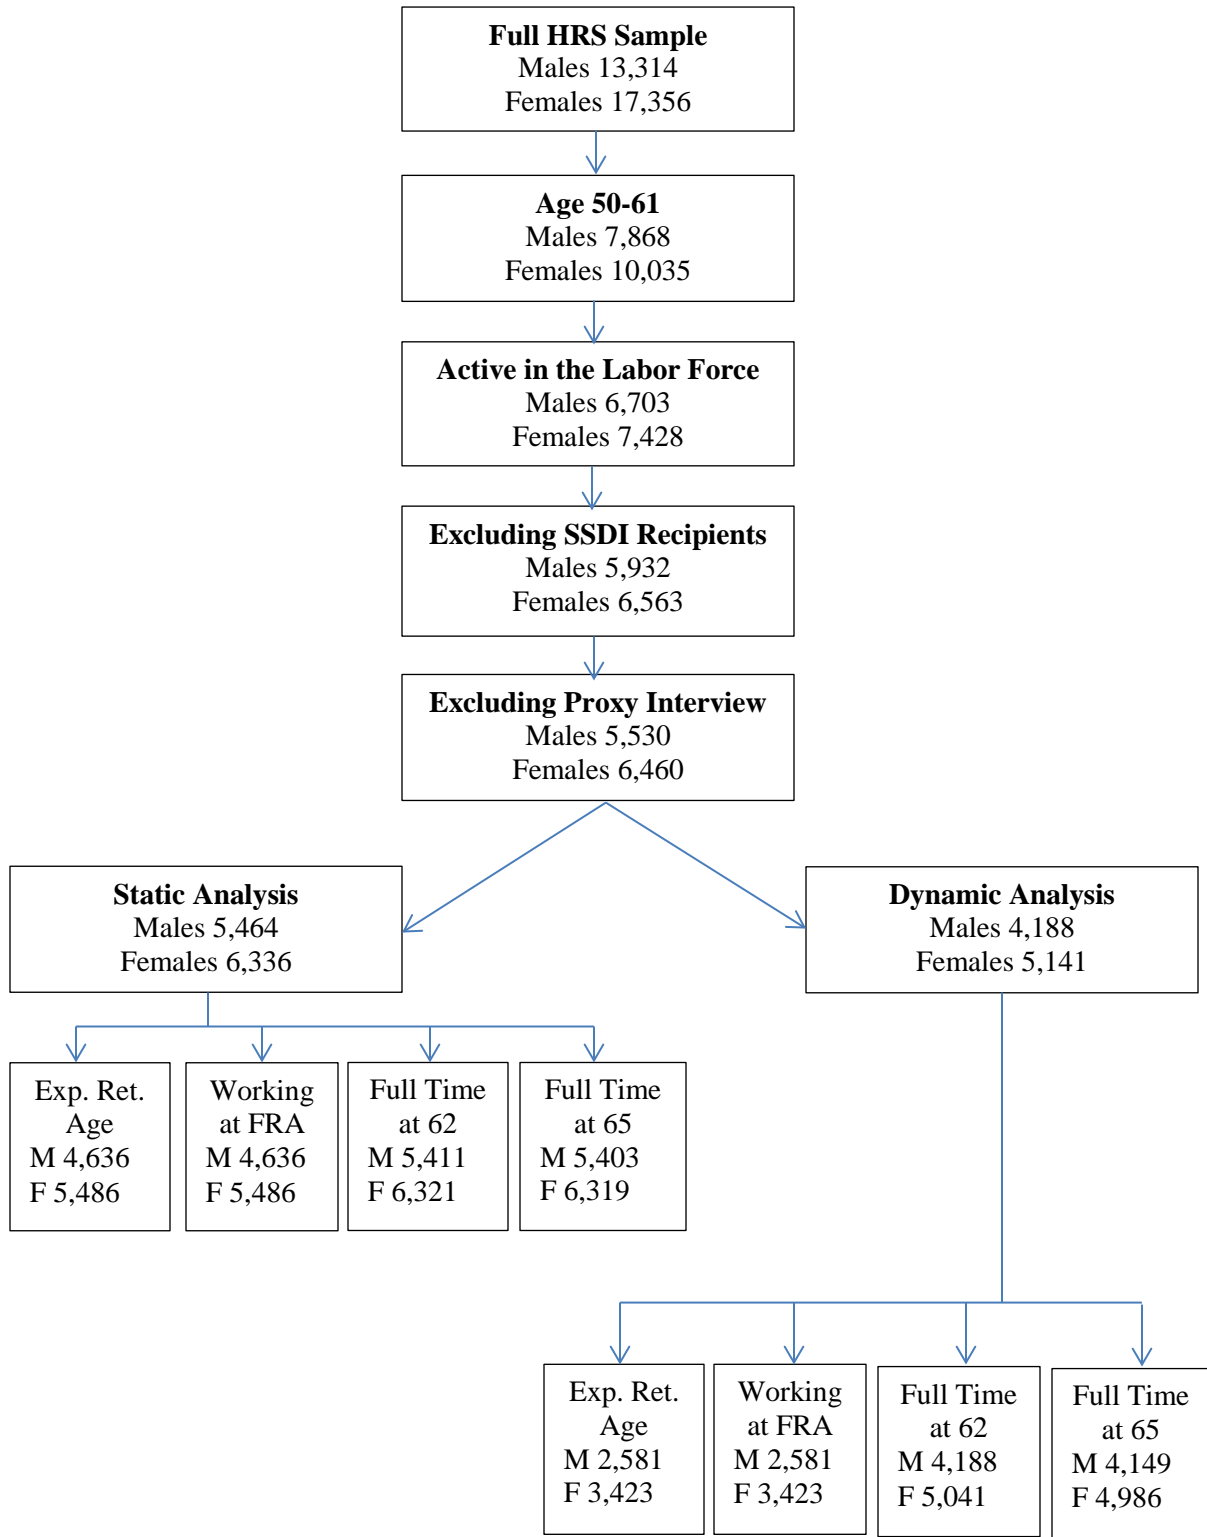 Full HRS Sample
Males 13,314
Females 17,356
Age 50-61
Males 7,868
Females 10,035
Active in the Labor Force
Males 6,703
Females 7,428
Excluding SSDI Recipients
Males 5,932
Females 6,563
Excluding Proxy Interview
Males 5,530
Females 6,460
Static Analysis
Males 5,464
Females 6,336
Dynamic Analysis
Males 4,188
Females 5,141
Exp. Ret.
Age
M 4,636
F 5,486
Working
at FRA
M 4,636
F 5,486
Full Time
at 62
M 5,411
F 6,321
Full Time
at 65
M 5,403
F 6,319
Exp. Ret.
Age
M 2,581
F 3,423
Working
at FRA
M 2,581
F 3,423
Full Time
at 62
M 4,188
F 5,041
Full Time
at 65
M 4,149
F 4,986